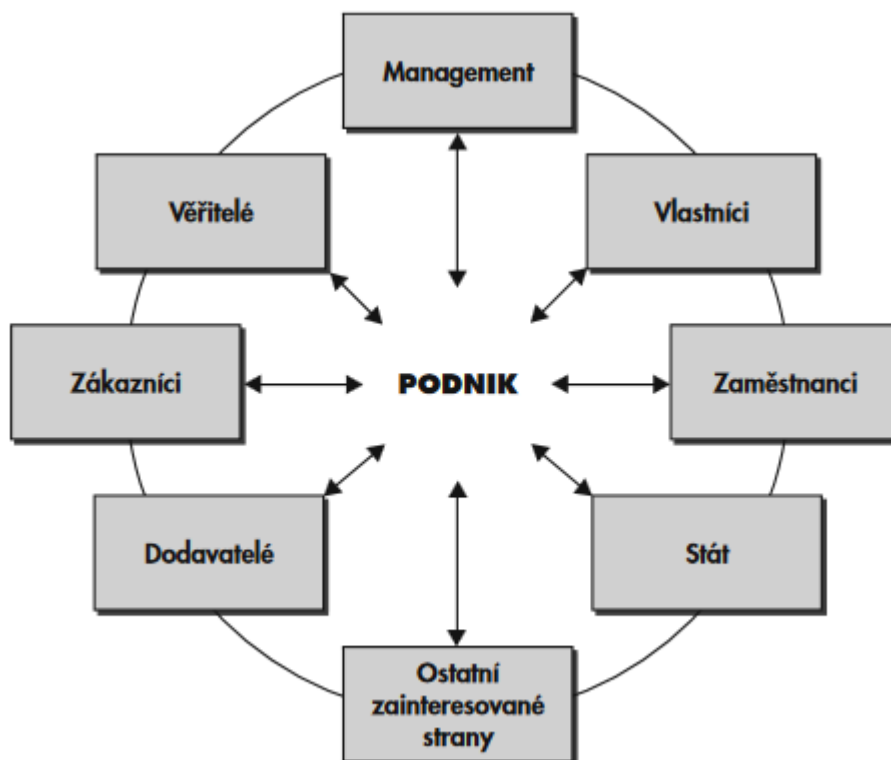 Management
Věřitelé
Vlastníci
Zákazníci
PODNIK
Zaměstnanci
Dodavatelé
Stát
Ostatní
zainteresované
strany